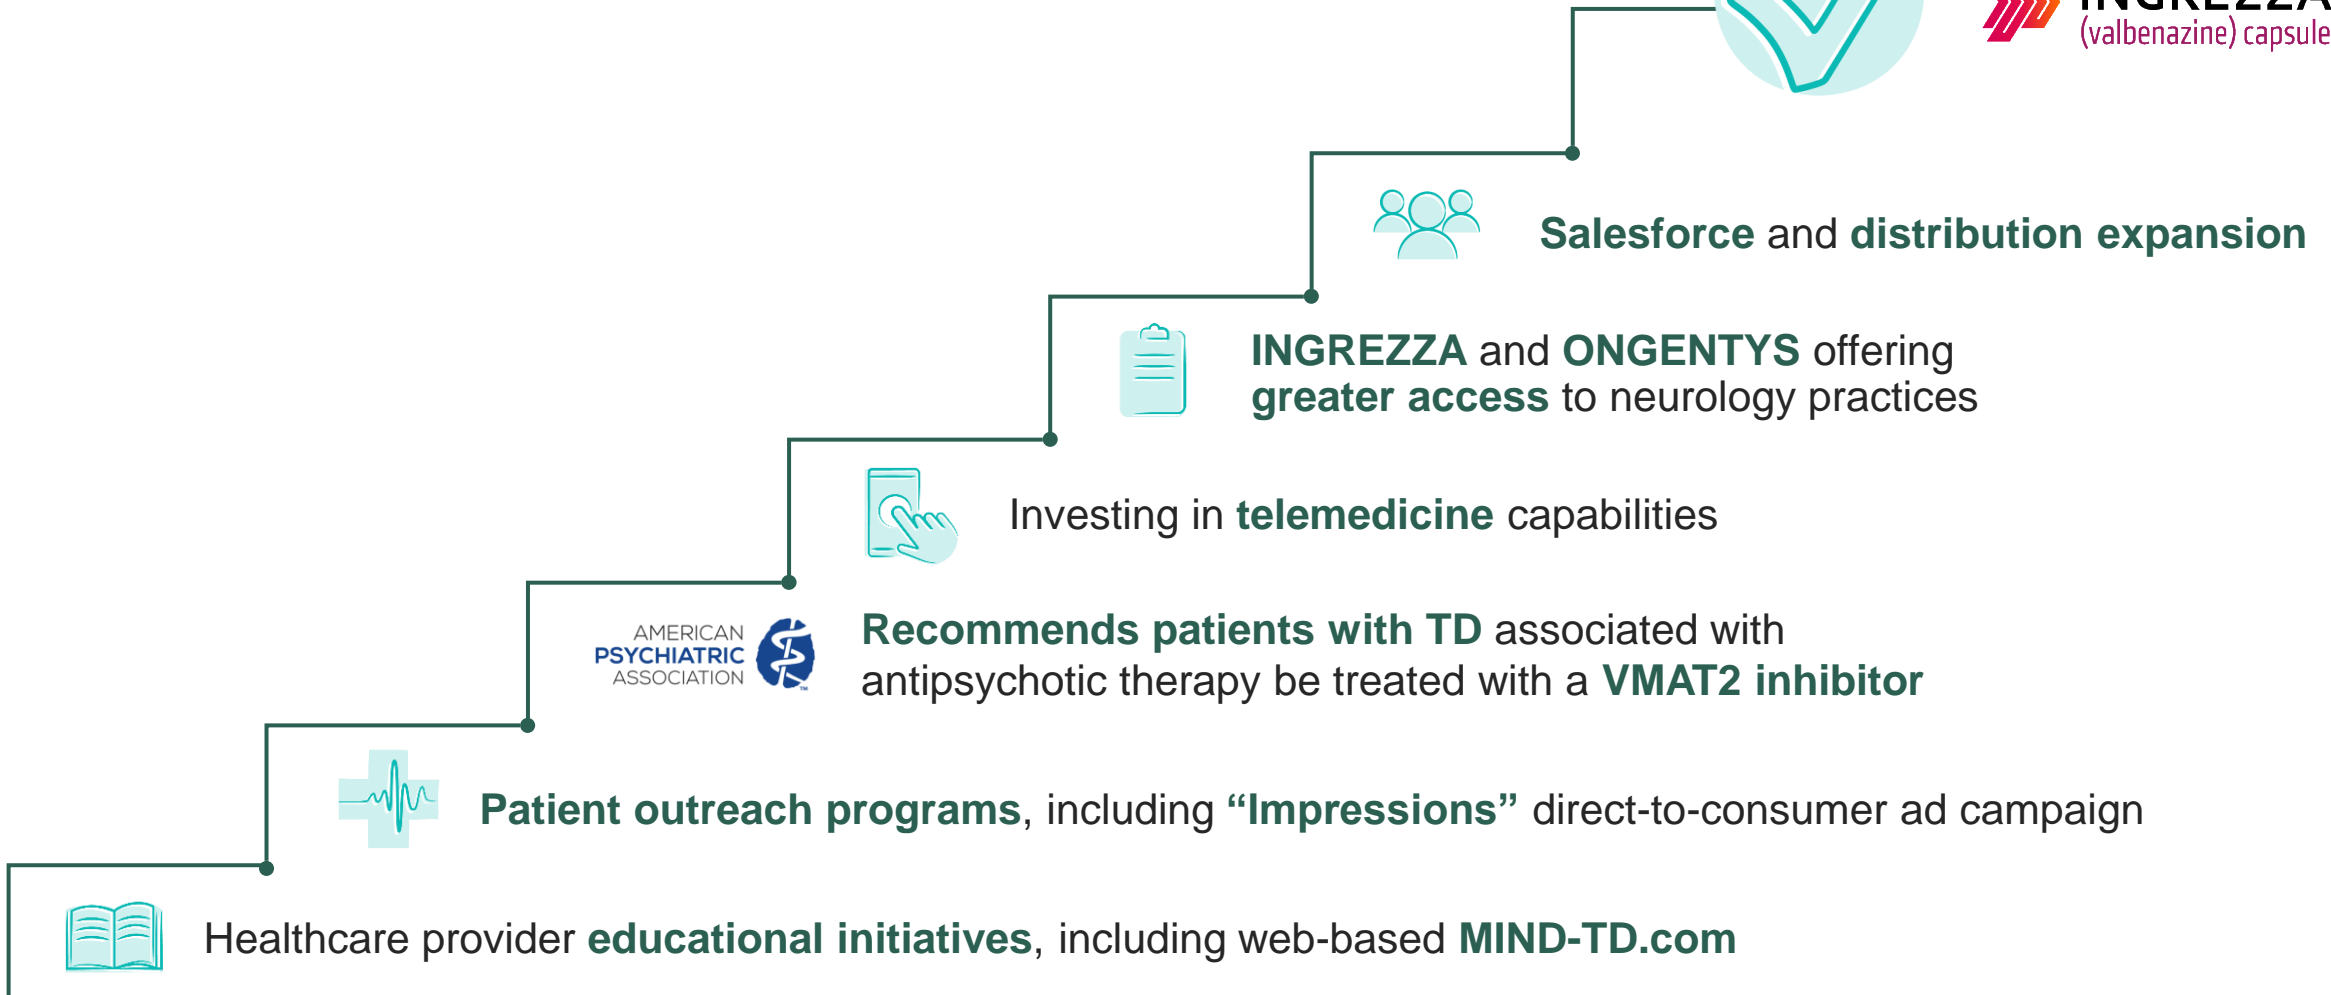 INGREZZA
(valbenazine) capsule
Salesforce and distribution expansion
INGREZZA and ONGENTYS offering
greater access to neurology practices
Investing in telemedicine capabilities
AMERICAN
PSYCHIATRIC
ASSOCIATION
TM
Recommends patients with TD associated with
antipsychotic therapy be treated with a VMAT2 inhibitor
Patient outreach programs, including “Impressions” direct-to-consumer ad campaign
Healthcare provider educational initiatives, including web-based MIND-TD.com